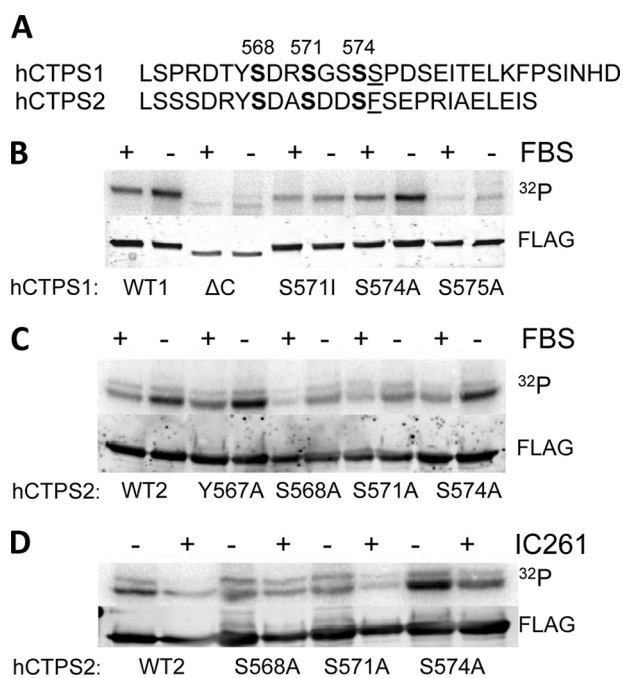 A
568 571 574
hCTPS1 LSPRDTYSDRSGSSSPDSEITELKFPSINHD
hCTPS2 LSSSDRYSDASDDSFSEPRIAELEIS
B + - + - + - + - + - FBS
32P
FLAG
hCTPS1: WT1 ΔC S571I S574A S575A
C + - + - + - + - + - FBS
32P
FLAG
hCTPS2: WT2 Y567A S568A S571A S574A
D - + - + - + - + IC261
32P
FLAG
hCTPS2: WT2 S568A S571A S574A